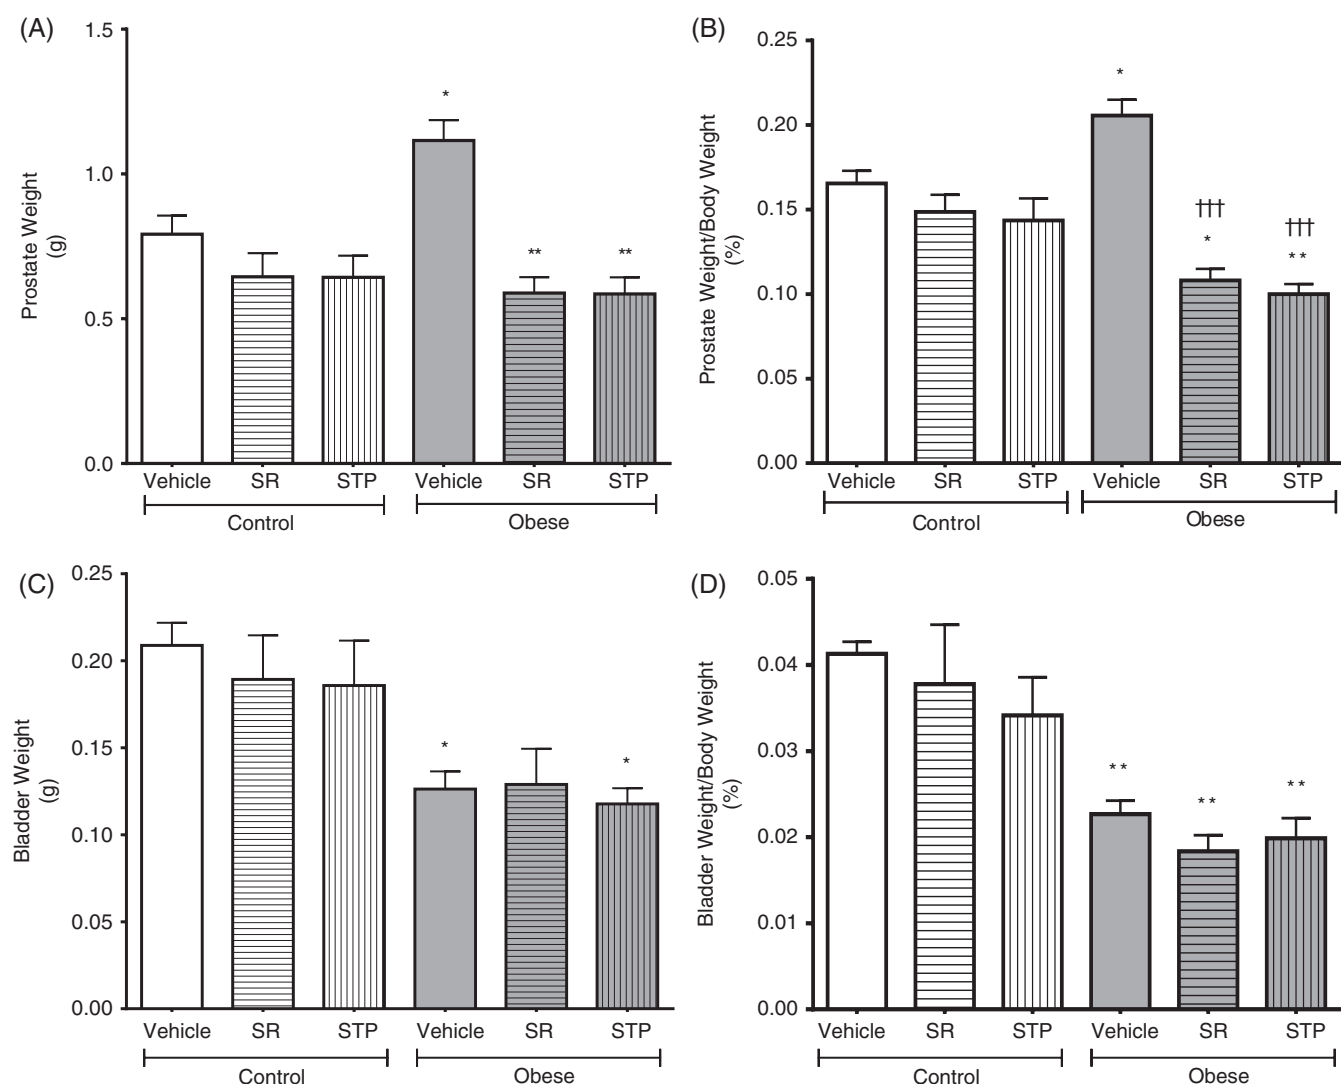 (A)
1.5
1.0
0.5
0.0
Prostate Weight
(g)
*
**
**
Vehicle SR STP Vehicle SR STP
Control Obese
(B)
0.25
0.20
0.15
0.10
0.05
0.00
Prostate Weight/Body Weight
(%)
*
†††
*
†††
**
Vehicle SR STP Vehicle SR STP
Control Obese
(C)
0.25
0.20
0.15
0.10
0.05
0.00
Bladder Weight
(g)
*
*
Vehicle SR STP Vehicle SR STP
Control Obese
(D)
0.05
0.04
0.03
0.02
0.01
0.00
Bladder Weight/Body Weight
(%)
**
**
**
Vehicle SR STP Vehicle SR STP
Control Obese